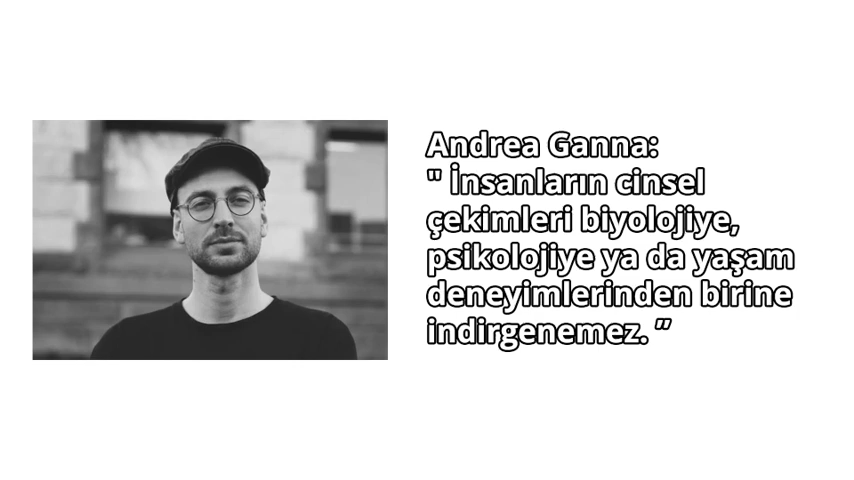 Andrea Ganna:
" İnsanların cinsel
çekimleri biyolojiye,
psikolojiye ya da yaşam
deneyimlerinden birine
indirgenemez. ”